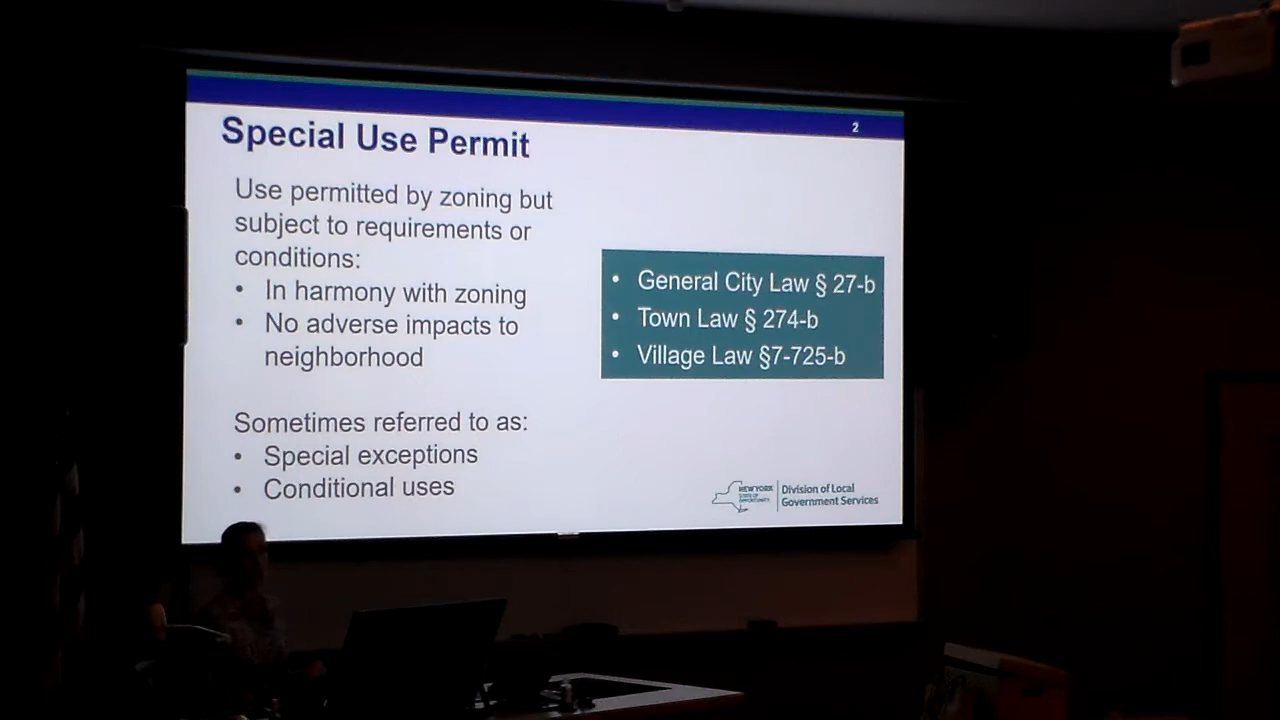 2
Special Use Permit
Use permitted by zoning but
subject to requirements or
conditions:
• In harmony with zoning
• No adverse impacts to
neighborhood
Sometimes referred to as:
• Special exceptions
• Conditional uses
• General City Law § 27-b
• Town Law § 274-b
• Village Law §7-725-b
NEW YORK
STATE OF
OPPORTUNITY
Division of Local
Government Services